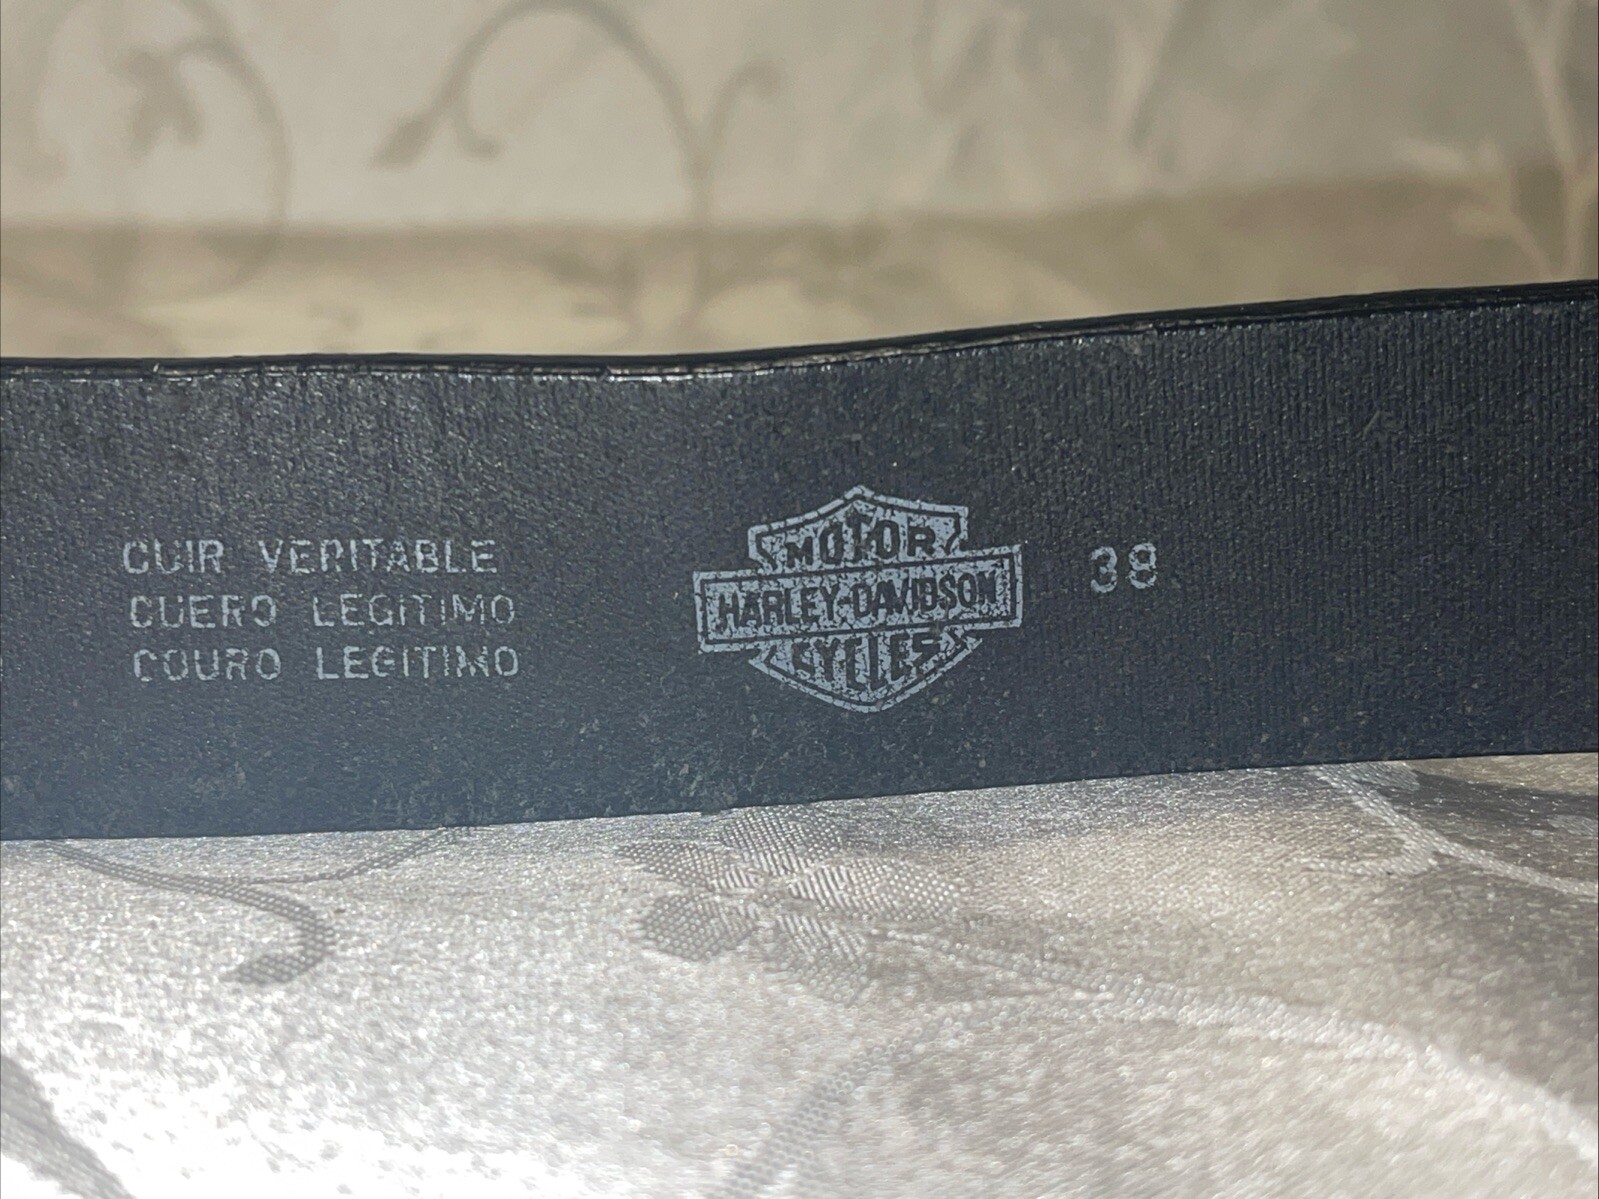 CUIR VERITABLE
CUERO LEGITIMO
COURO LEGITIMO
MOTOR
HARLEY-DAVIDSON
CYCLES
38